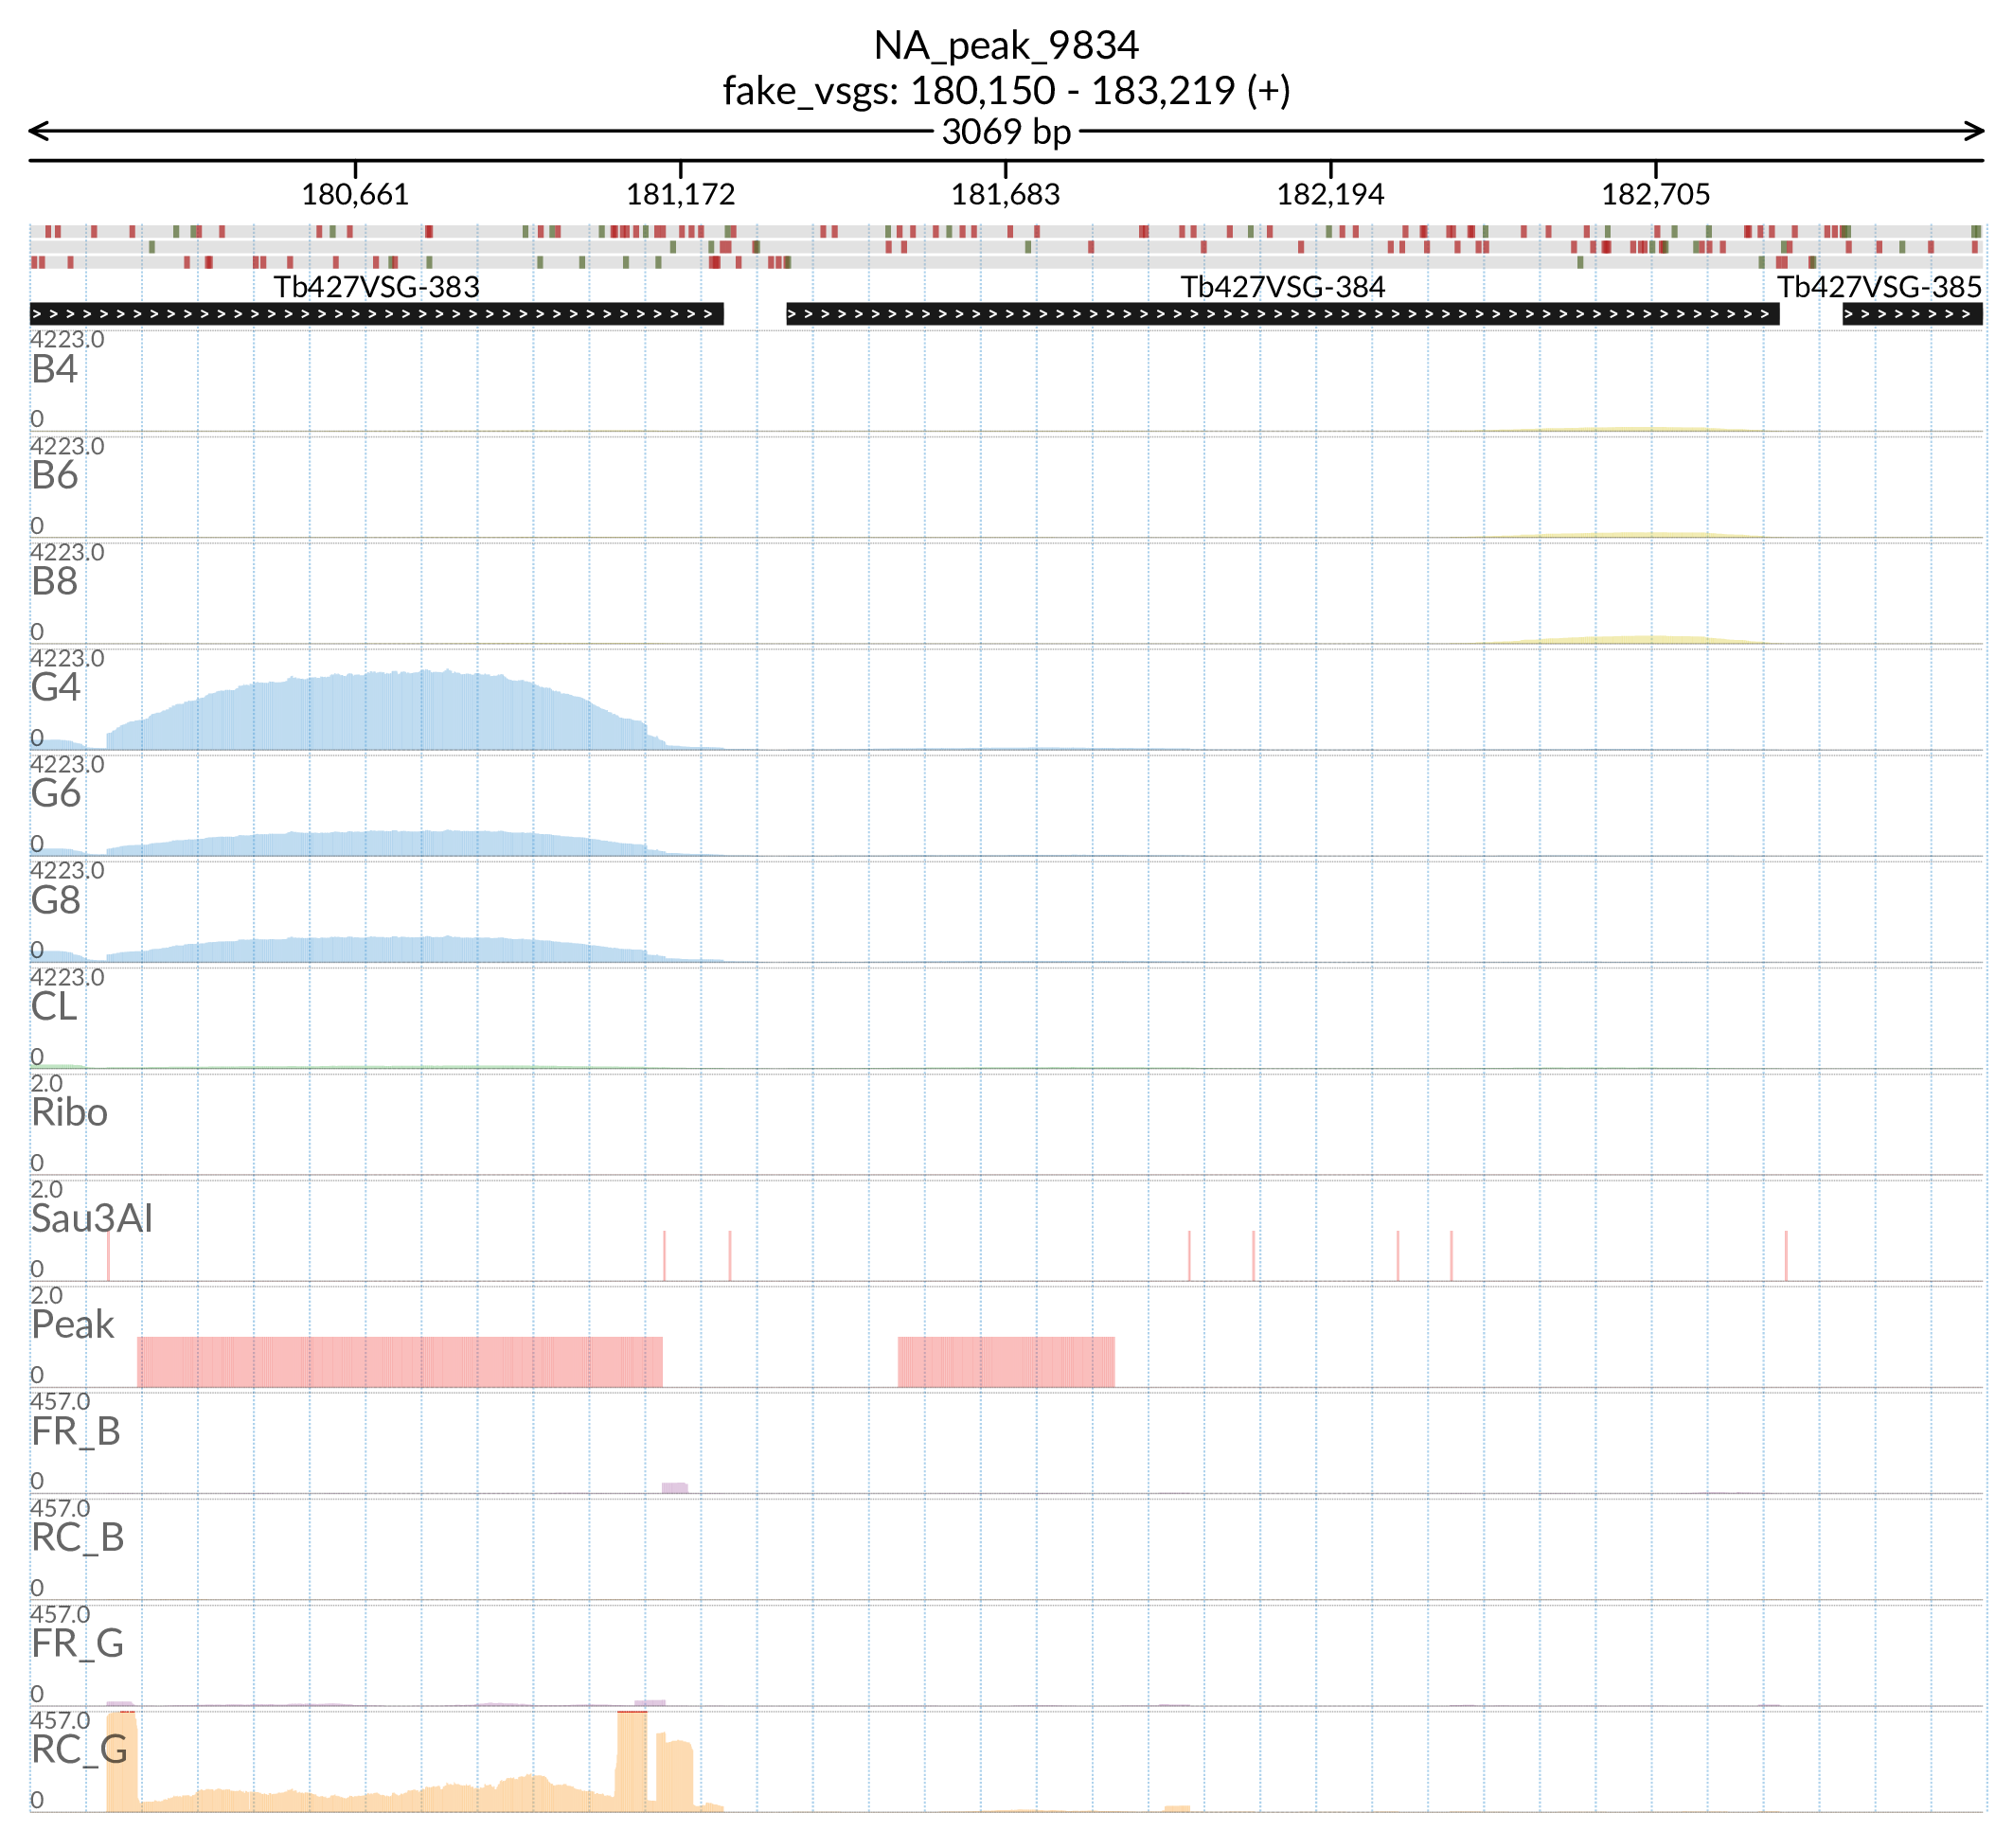 NA_peak_9834
fake_vsgs: 180,150 - 183,219 (+)
3069 bp
180,661 181,172 181,683 182,194 182,705
Tb427VSG-383 Tb427VSG-384 Tb427VSG-385
4223.0
B4
0
4223.0
B6
0
4223.0
B8
0
4223.0
G4
0
4223.0
G6
0
4223.0
G8
0
4223.0
CL
0
2.0
Ribo
0
2.0
Sau3AI
0
2.0
Peak
0
457.0
FR_B
0
457.0
RC_B
0
457.0
FR_G
0
457.0
RC_G
0